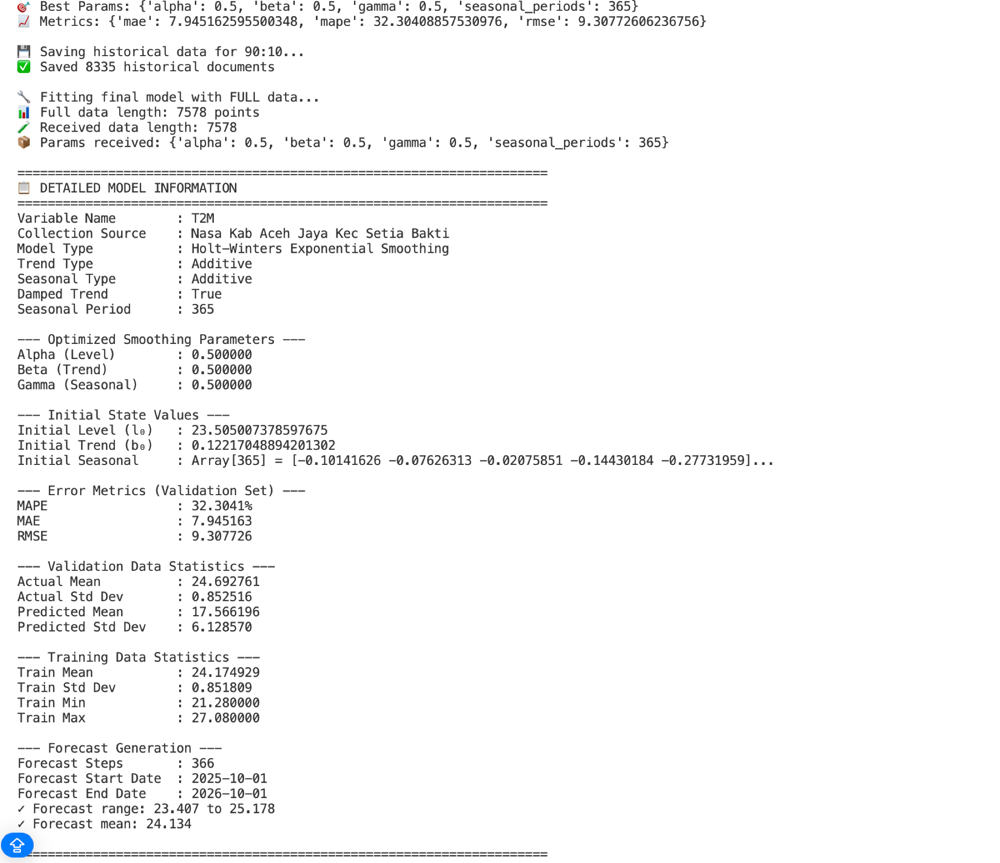 🎯 Best Params: {'alpha': 0.5, 'beta': 0.5, 'gamma': 0.5, 'seasonal_periods': 365}
📈 Metrics: {'mae': 7.945162595500348, 'mape': 32.30408857530976, 'rmse': 9.30772606236756}
💾 Saving historical data for 90:10...
✅ Saved 8335 historical documents
🔧 Fitting final model with FULL data...
📊 Full data length: 7578 points
🧪 Received data length: 7578
📦 Params received: {'alpha': 0.5, 'beta': 0.5, 'gamma': 0.5, 'seasonal_periods': 365}
======================================================================
📋 DETAILED MODEL INFORMATION
======================================================================
Variable Name        : T2M
Collection Source    : Nasa Kab Aceh Jaya Kec Setia Bakti
Model Type           : Holt-Winters Exponential Smoothing
Trend Type           : Additive
Seasonal Type        : Additive
Damped Trend         : True
Seasonal Period      : 365
--- Optimized Smoothing Parameters ---
Alpha (Level)        : 0.500000
Beta (Trend)         : 0.500000
Gamma (Seasonal)     : 0.500000
--- Initial State Values ---
Initial Level (l₀)   : 23.505007378597675
Initial Trend (b₀)   : 0.12217048894201302
Initial Seasonal     : Array[365] = [-0.10141626 -0.07626313 -0.02075851 -0.14430184 -0.27731959]...
--- Error Metrics (Validation Set) ---
MAPE                 : 32.3041%
MAE                  : 7.945163
RMSE                 : 9.307726
--- Validation Data Statistics ---
Actual Mean          : 24.692761
Actual Std Dev       : 0.852516
Predicted Mean       : 17.566196
Predicted Std Dev    : 6.128570
--- Training Data Statistics ---
Train Mean           : 24.174929
Train Std Dev        : 0.851809
Train Min            : 21.280000
Train Max            : 27.080000
--- Forecast Generation ---
Forecast Steps       : 366
Forecast Start Date  : 2025-10-01
Forecast End Date    : 2026-10-01
✓ Forecast range: 23.407 to 25.178
✓ Forecast mean: 24.134
======================================================================